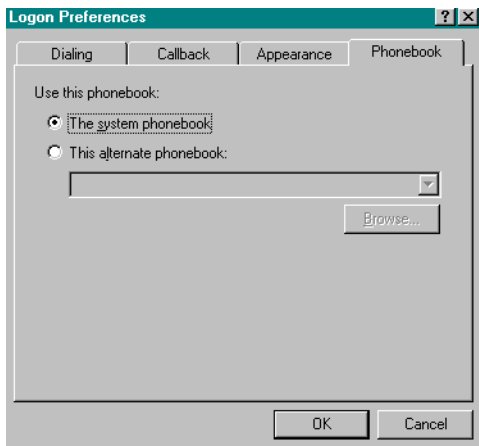 Logon Preferences
Dialing Callback Appearance Phonebook
Use this phonebook:
The system phonebook
This alternate phonebook:
Browse...
OK Cancel